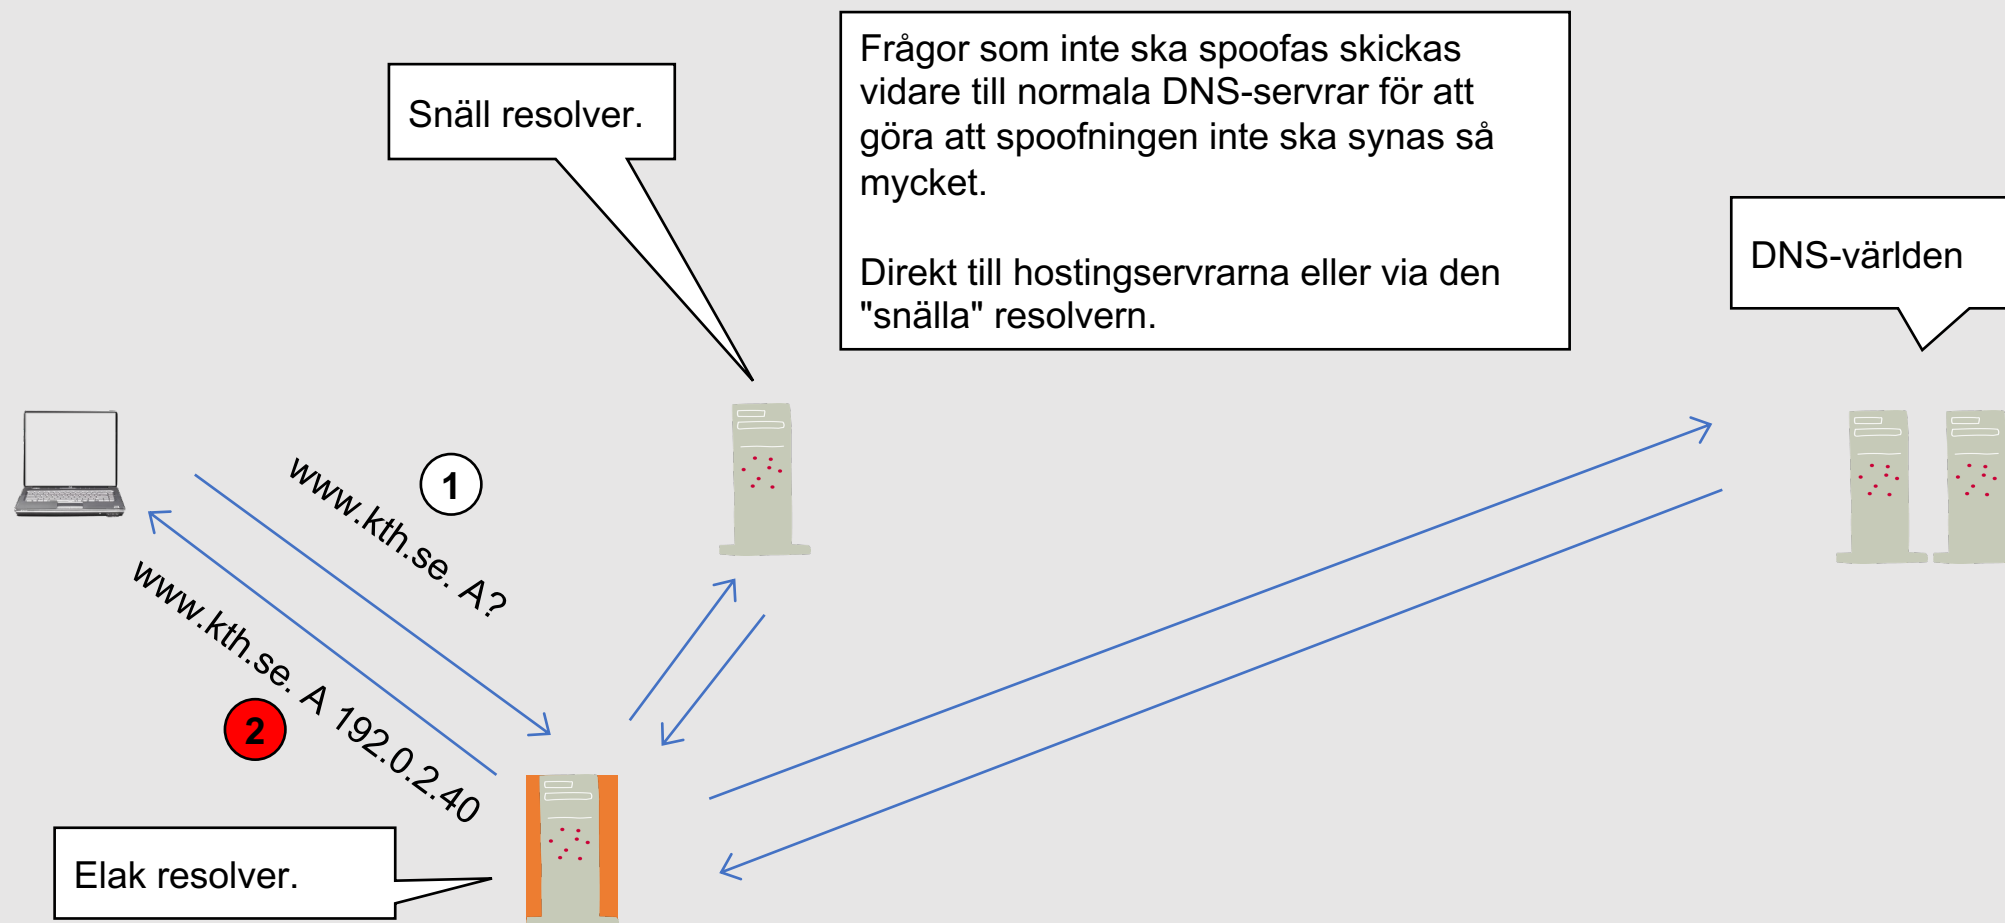 Frågor som inte ska spoofas skickas
vidare till normala DNS-servrar för att
göra att spoofningen inte ska synas så
mycket.
Direkt till hostingservrarna eller via den
"snälla" resolvern.
Snäll resolver.
DNS-världen
1
www.kth.se. A?
www.kth.se. A 192.0.2.40
2
Elak resolver.